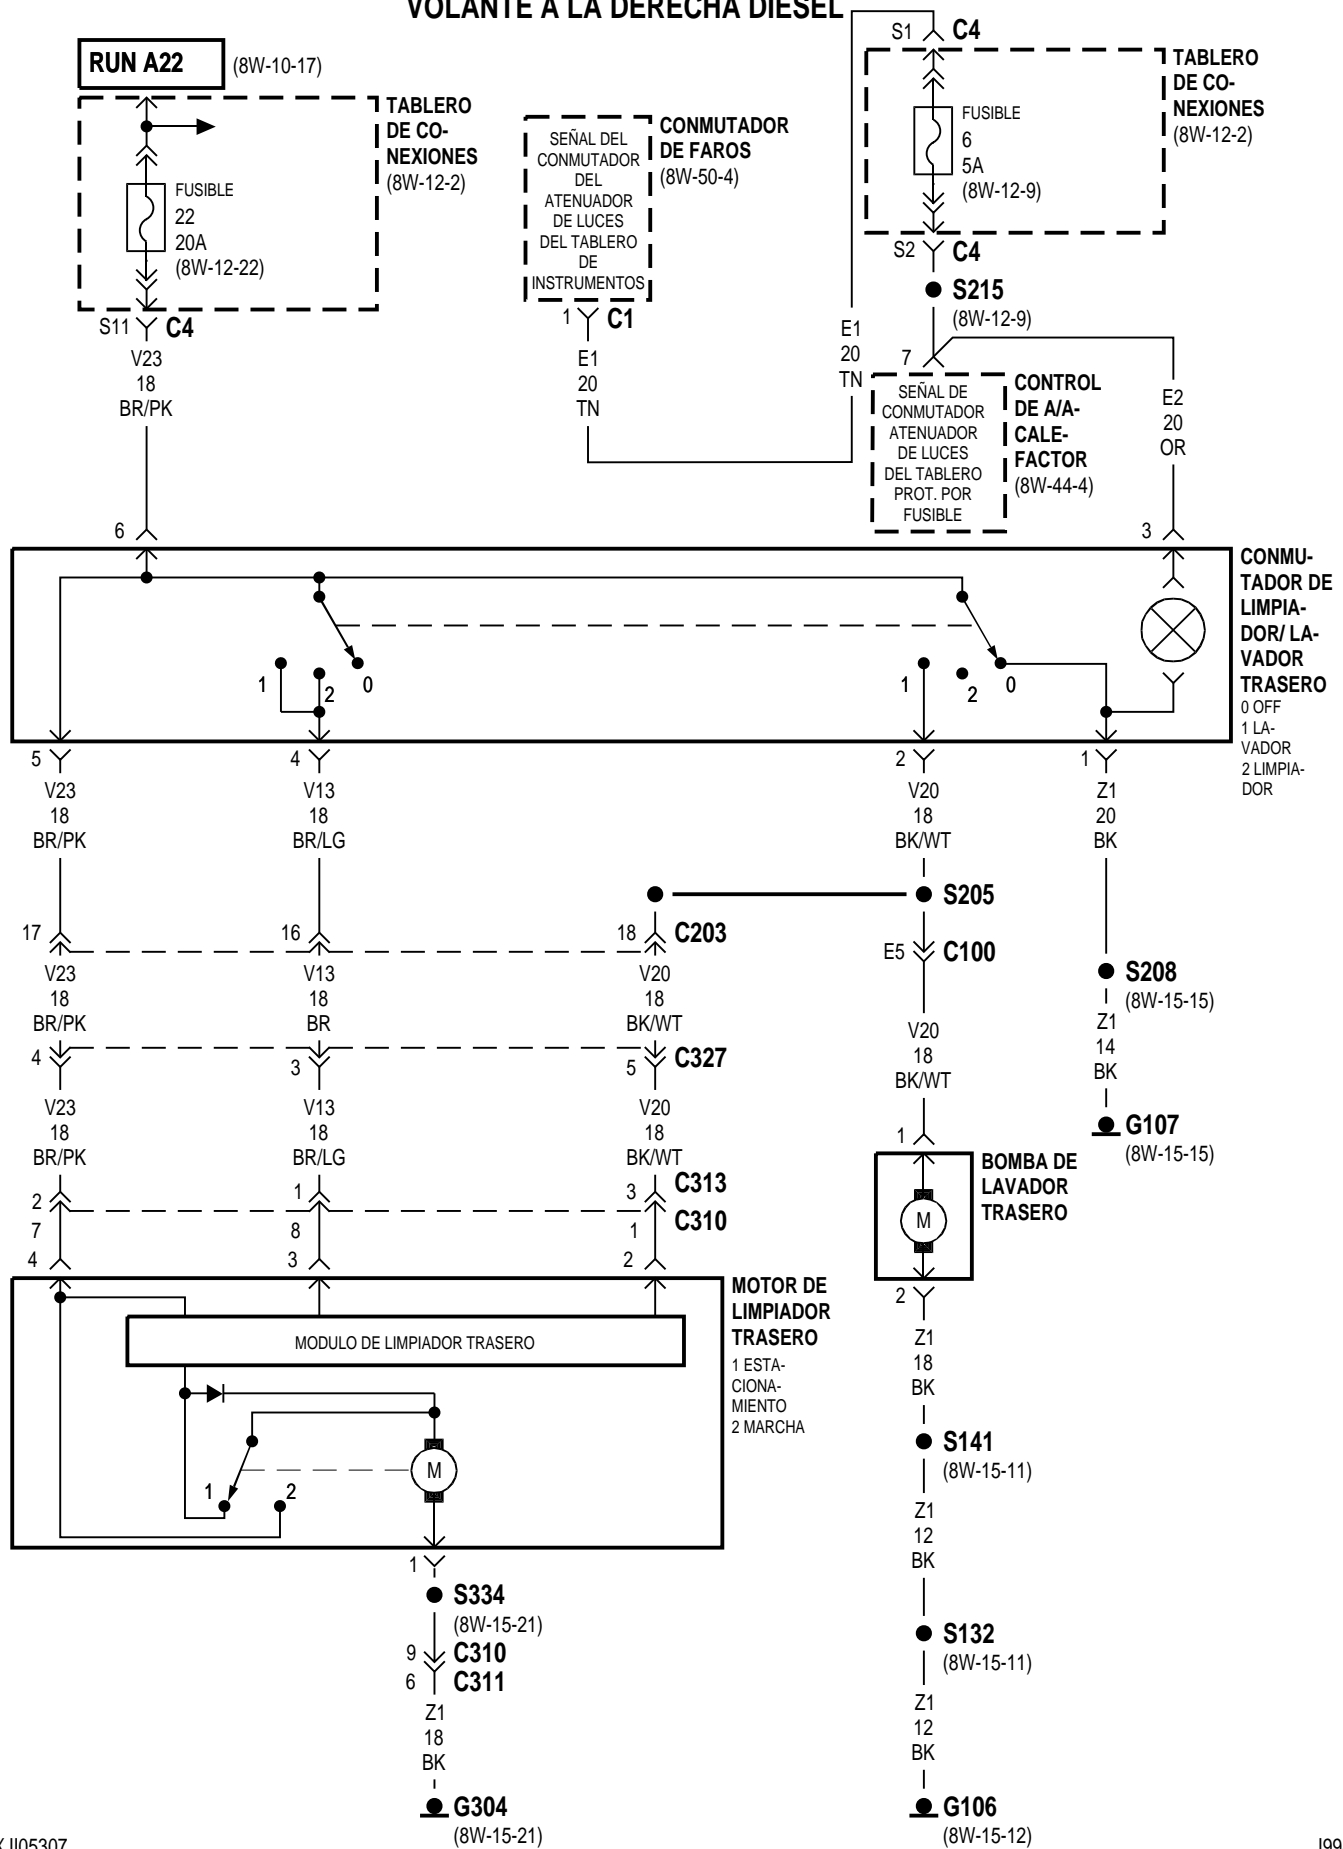 VOLANTE A LA DERECHA DIESEL
RUN A22
(8W-10-17)
TABLERO
DE CO-
NEXIONES
(8W-12-2)
FUSIBLE
22
20A
(8W-12-22)
S11
C4
V23
18
BR/PK
SEÑAL DEL
CONMUTADOR
DEL
ATENUADOR
DE LUCES
DEL TABLERO
DE
INSTRUMENTOS
CONMUTADOR
DE FAROS
(8W-50-4)
1
C1
E1
20
TN
E1
20
TN
S1
C4
TABLERO
DE CO-
NEXIONES
(8W-12-2)
FUSIBLE
6
5A
(8W-12-9)
S2
C4
S215
(8W-12-9)
7
SEÑAL DE
CONMUTADOR
ATENUADOR
DE LUCES
DEL TABLERO
PROT. POR
FUSIBLE
CONTROL
DE A/A-
CALE-
FACTOR
(8W-44-4)
E2
20
OR
6
3
CONMU-
TADOR DE
LIMPIA-
DOR/ LA-
VADOR
TRASERO
0 OFF
1 LA-
VADOR
2 LIMPIA-
DOR
1
2
0
1
2
0
5
4
2
1
V23
18
BR/PK
V13
18
BR/LG
V20
18
BK/WT
Z1
20
BK
S205
17
16
18
C203
E5
C100
S208
(8W-15-15)
V23
18
BR/PK
V13
18
BR
V20
18
BK/WT
V20
18
BK/WT
Z1
14
BK
4
3
5
C327
V23
18
BR/PK
V13
18
BR/LG
V20
18
BK/WT
1
G107
(8W-15-15)
2
1
3
C313
7
8
1
C310
4
3
2
BOMBA DE
LAVADOR
TRASERO
M
2
MOTOR DE
LIMPIADOR
TRASERO
1 ESTA-
CIONA-
MIENTO
2 MARCHA
MODULO DE LIMPIADOR TRASERO
1
2
M
1
Z1
18
BK
S141
(8W-15-11)
Z1
12
BK
S132
(8W-15-11)
Z1
12
BK
G106
(8W-15-12)
S334
(8W-15-21)
9
C310
6
C311
Z1
18
BK
G304
(8W-15-21)